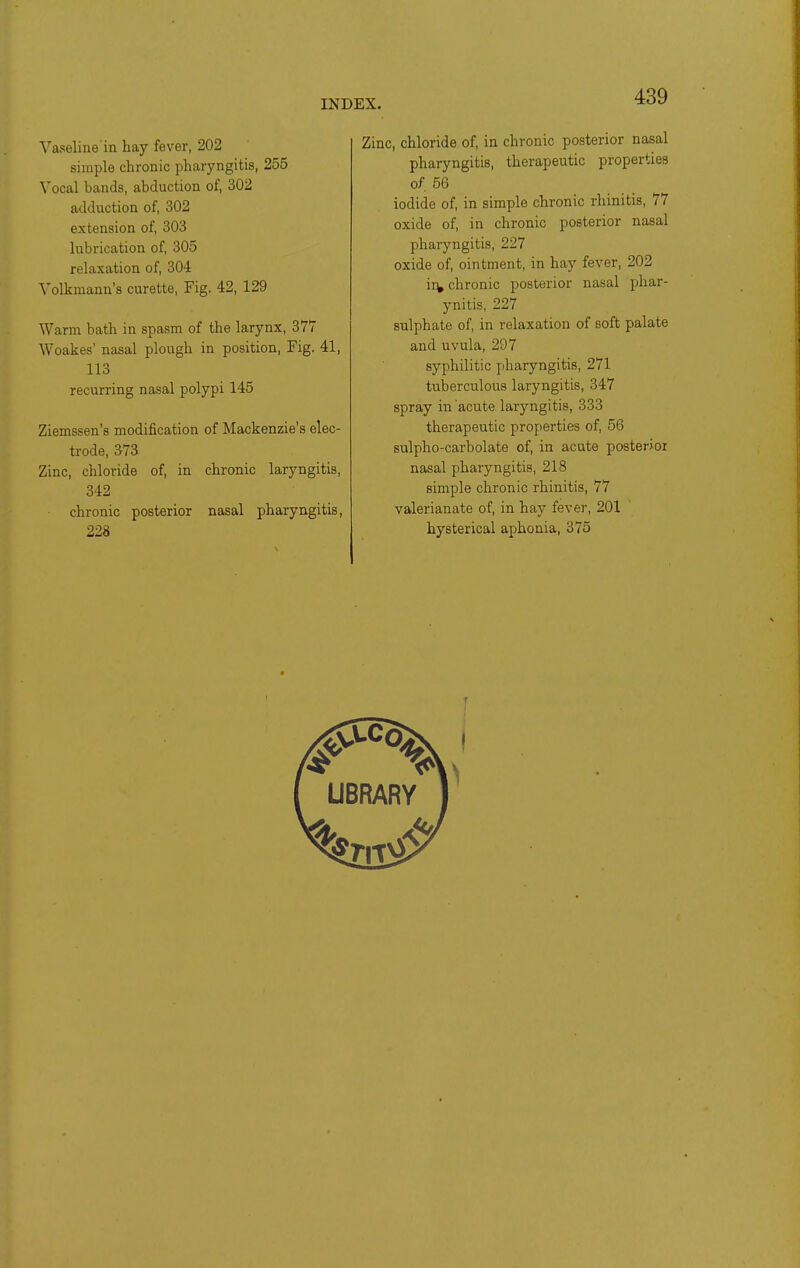 INDEX.
439
Vaseline in hay fever, 202
simple chronic pharyngitis, 255
Vocal bands, abduction of, 302
adduction of, 302
extension of, 303
lubrication of, 305
relaxation of, 304
Volkmann's curette, Fig. 42, 129
Warm bath in spasm of the larynx, 377
Woakes' nasal plough in position, Fig. 41,
113
recurring nasal polypi 145
Ziemssen's modification of Mackenzie's elec-
trode, 373
Zinc, chloride of, in chronic laryngitis,
342
chronic posterior nasal pharyngitis,
228
Zinc, chloride of, in chronic posterior nasal
pharyngitis, therapeutic properties
of 56
iodide of, in simple chronic rhinitis, 77
oxide of, in chronic posterior nasal
pharyngitis, 227
oxide of, ointment, in hay fever, 202
in chronic posterior nasal phar-
ynitis, 227
sulphate of, in relaxation of soft palate
and uvula, 297
syphilitic pharyngitis, 271
tuberculous laryngitis, 347
spray in acute laryngitis, 333
therapeutic properties of, 56
sulpho-carbolate of, in acute posterior
nasal pharyngitis, 218
simple chronic rhinitis, 77
valerianate of, in hay fever, 201
hysterical aphonia, 375
WELLCOME
LIBRARY
INSTITUTE